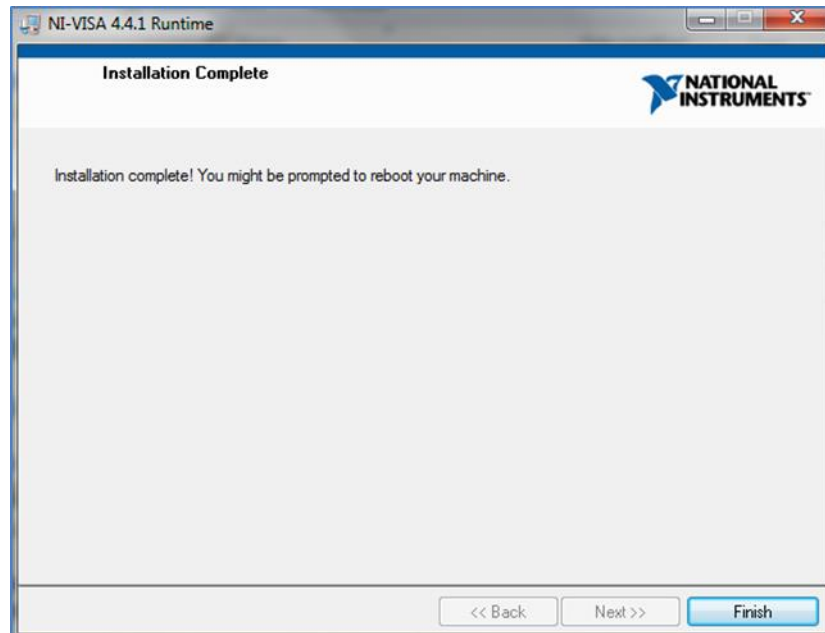 NI-VISA 4.4.1 Runtime
Installation Complete
NATIONAL
INSTRUMENTS™
Installation complete! You might be prompted to reboot your machine.
<< Back
Next >>
Finish